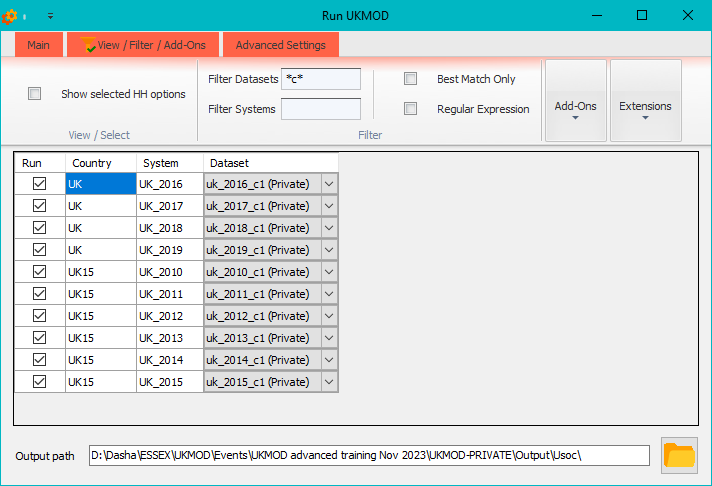 Run UKMOD
Main View / Filter / Add-Ons Advanced Settings
Show selected HH options
View / Select
Filter Datasets *c*
Filter Systems
Best Match Only
Regular Expression
Filter
Add-Ons
Extensions
Run Country System Dataset
UK UK_2016 uk_2016_c1 (Private)
UK UK_2017 uk_2017_c1 (Private)
UK UK_2018 uk_2018_c1 (Private)
UK UK_2019 uk_2019_c1 (Private)
UK15 UK_2010 uk_2010_c1 (Private)
UK15 UK_2011 uk_2011_c1 (Private)
UK15 UK_2012 uk_2012_c1 (Private)
UK15 UK_2013 uk_2013_c1 (Private)
UK15 UK_2014 uk_2014_c1 (Private)
UK15 UK_2015 uk_2015_c1 (Private)
Output path D:\Dasha\ESSEX\UKMOD\Events\UKMOD advanced training Nov 2023\UKMOD-PRIVATE\Output\Usoc\